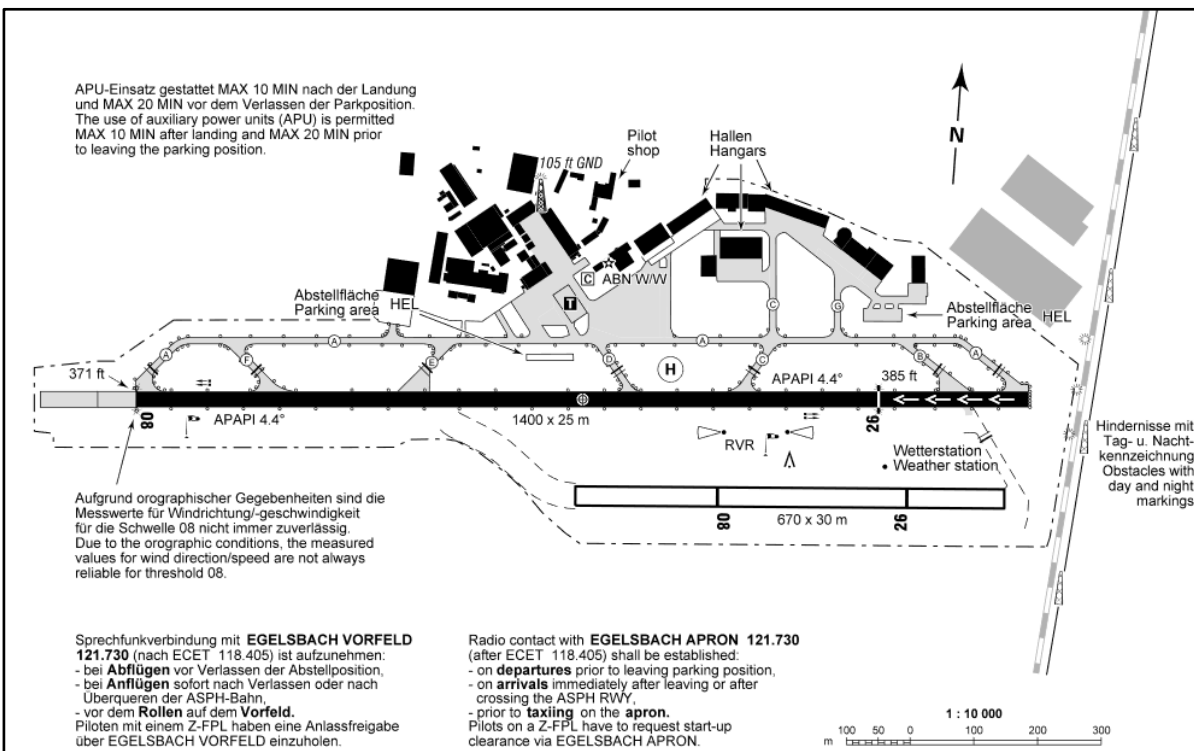 APU-Einsatz gestattet MAX 10 MIN nach der Landung
und MAX 20 MIN vor dem Verlassen der Parkposition.
The use of auxiliary power units (APU) is permitted
MAX 10 MIN after landing and MAX 20 MIN prior
to leaving the parking position.
Pilot
shop
Hallen
Hangars
N
105 ft GND
C
ABN W/W
T
Abstellfläche
Parking area
HEL
Abstellfläche
Parking area
HEL
C
G
A
A
A
F
E
D
H
C
B
A
371 ft
APAPI 4.4°
385 ft
08
APAPI 4.4°
1400 x 25 m
26
RVR
Wetterstation
Weather station
Hindernisse mit
Tag- u. Nacht-
kennzeichnung
Obstacles with
day and night
markings
08
670 x 30 m
26
Aufgrund orographischer Gegebenheiten sind die
Messwerte für Windrichtung/-geschwindigkeit
für die Schwelle 08 nicht immer zuverlässig.
Due to the orographic conditions, the measured
values for wind direction/speed are not always
reliable for threshold 08.
Sprechfunkverbindung mit EGELSBACH VORFELD
121.730 (nach ECET 118.405) ist aufzunehmen:
- bei Abflügen vor Verlassen der Abstellposition,
- bei Anflügen sofort nach Verlassen oder nach
Überqueren der ASPH-Bahn,
- vor dem Rollen auf dem Vorfeld.
Piloten mit einem Z-FPL haben eine Anlassfreigabe
über EGELSBACH VORFELD einzuholen.
Radio contact with EGELSBACH APRON 121.730
(after ECET 118.405) shall be established:
- on departures prior to leaving parking position,
- on arrivals immediately after leaving or after
crossing the ASPH RWY,
- prior to taxiing on the apron.
Pilots on a Z-FPL have to request start-up
clearance via EGELSBACH APRON.
1 : 10 000
m 100 50 0 100 200 300